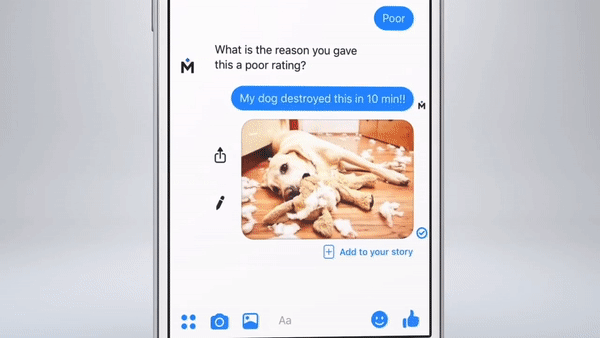 Poor
What is the reason you gave
this a poor rating?
My dog destroyed this in 10 min!!
Add to your story
Aa